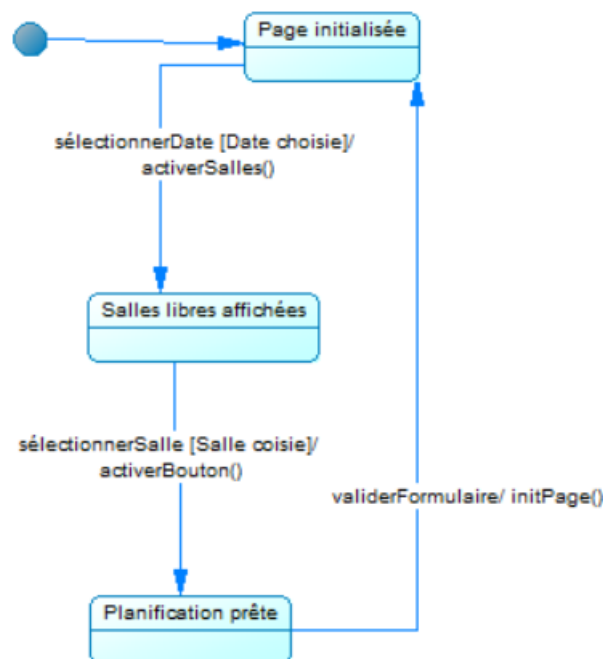 Page initialisée
sélectionnerDate [Date choisie]/
activerSalles()
Salles libres affichées
sélectionnerSalle [Salle coisie]/
activerBouton()
validerFormulaire/ initPage()
Planification prête